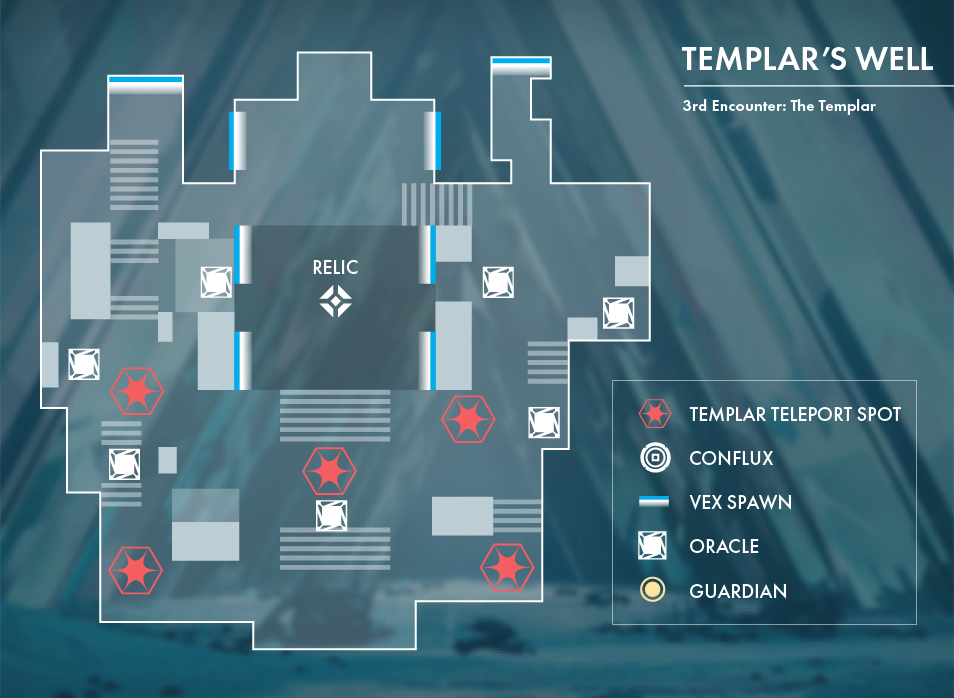 TEMPLAR'S WELL
3rd Encounter: The Templar
RELIC
TEMPLAR TELEPORT SPOT
CONFLUX
VEX SPAWN
ORACLE
GUARDIAN